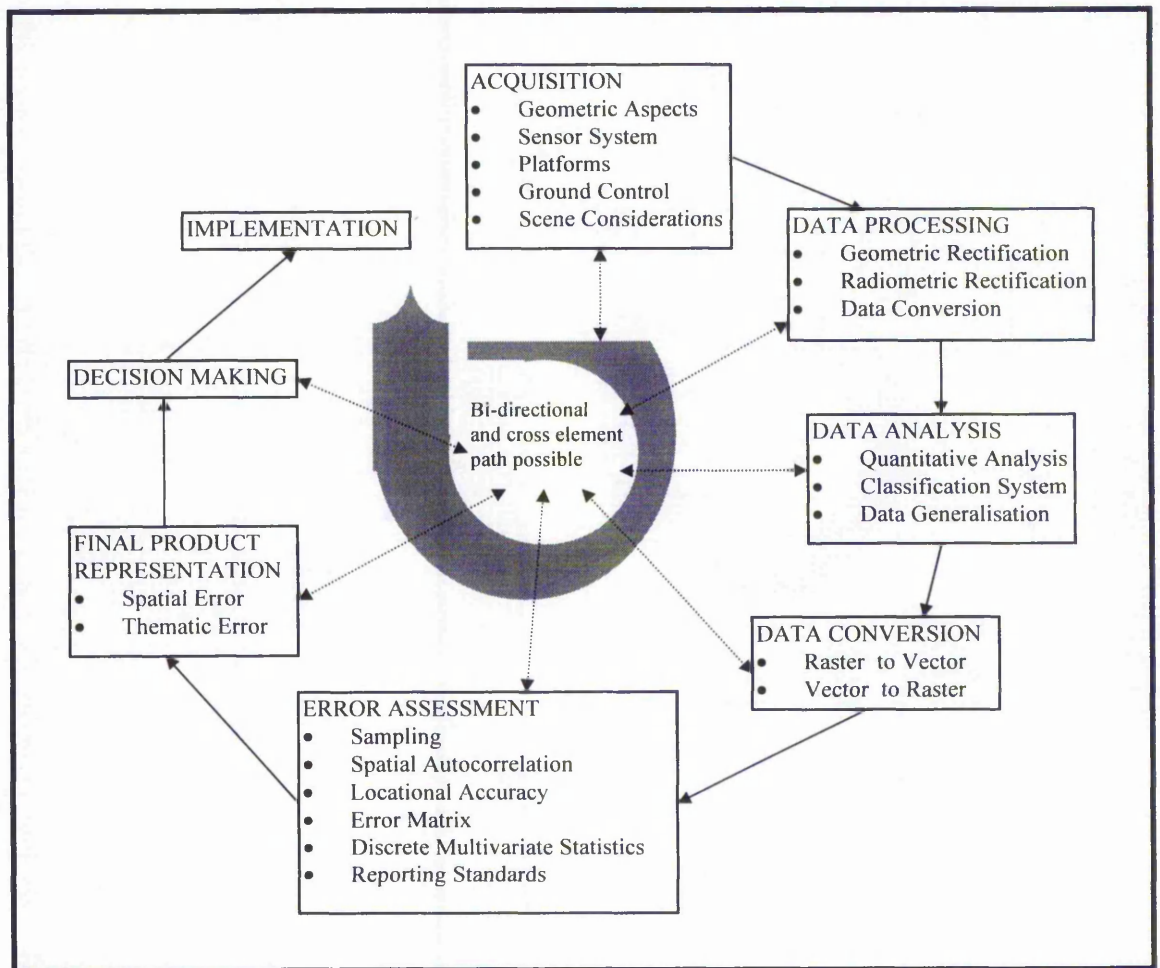 ACQUISITION
• Geometric Aspects
• Sensor System
• Platforms
• Ground Control
• Scene Considerations
DATA PROCESSING
• Geometric Rectification
• Radiometric Rectification
• Data Conversion
DATA ANALYSIS
• Quantitative Analysis
• Classification System
• Data Generalisation
DATA CONVERSION
• Raster to Vector
• Vector to Raster
ERROR ASSESSMENT
• Sampling
• Spatial Autocorrelation
• Locational Accuracy
• Error Matrix
• Discrete Multivariate Statistics
• Reporting Standards
FINAL PRODUCT
REPRESENTATION
• Spatial Error
• Thematic Error
DECISION MAKING
IMPLEMENTATION
Bi-directional
and cross element
path possible